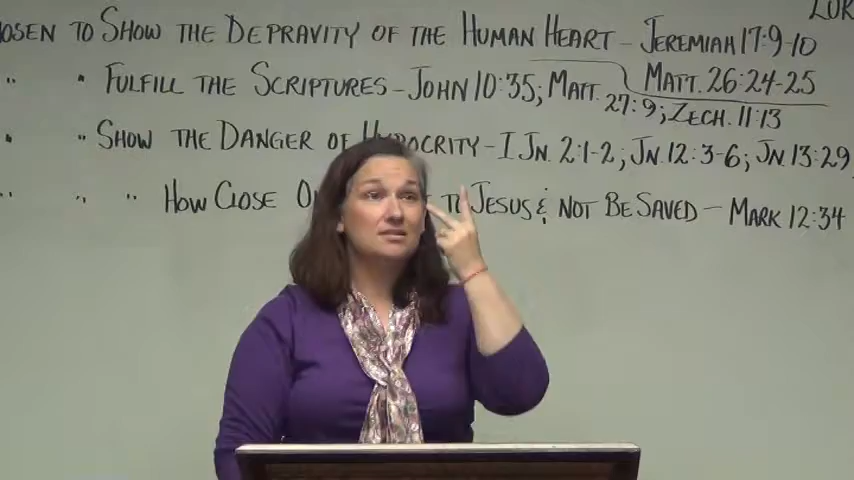 LUK
OSEN TO SHOW THE DEPRAVITY OF THE HUMAN HEART - JEREMIAH 17:9-10
" " FULFILL THE SCRIPTURES - JOHN 10:35; MATT. 27:9; ZECH. 11:13
MATT. 26:24-25
" " SHOW THE DANGER OF HYPOCRITY - I JN. 2:1-2; JN. 12:3-6; JN. 13:29
" " " HOW CLOSE TO JESUS & NOT BE SAVED - MARK 12:34